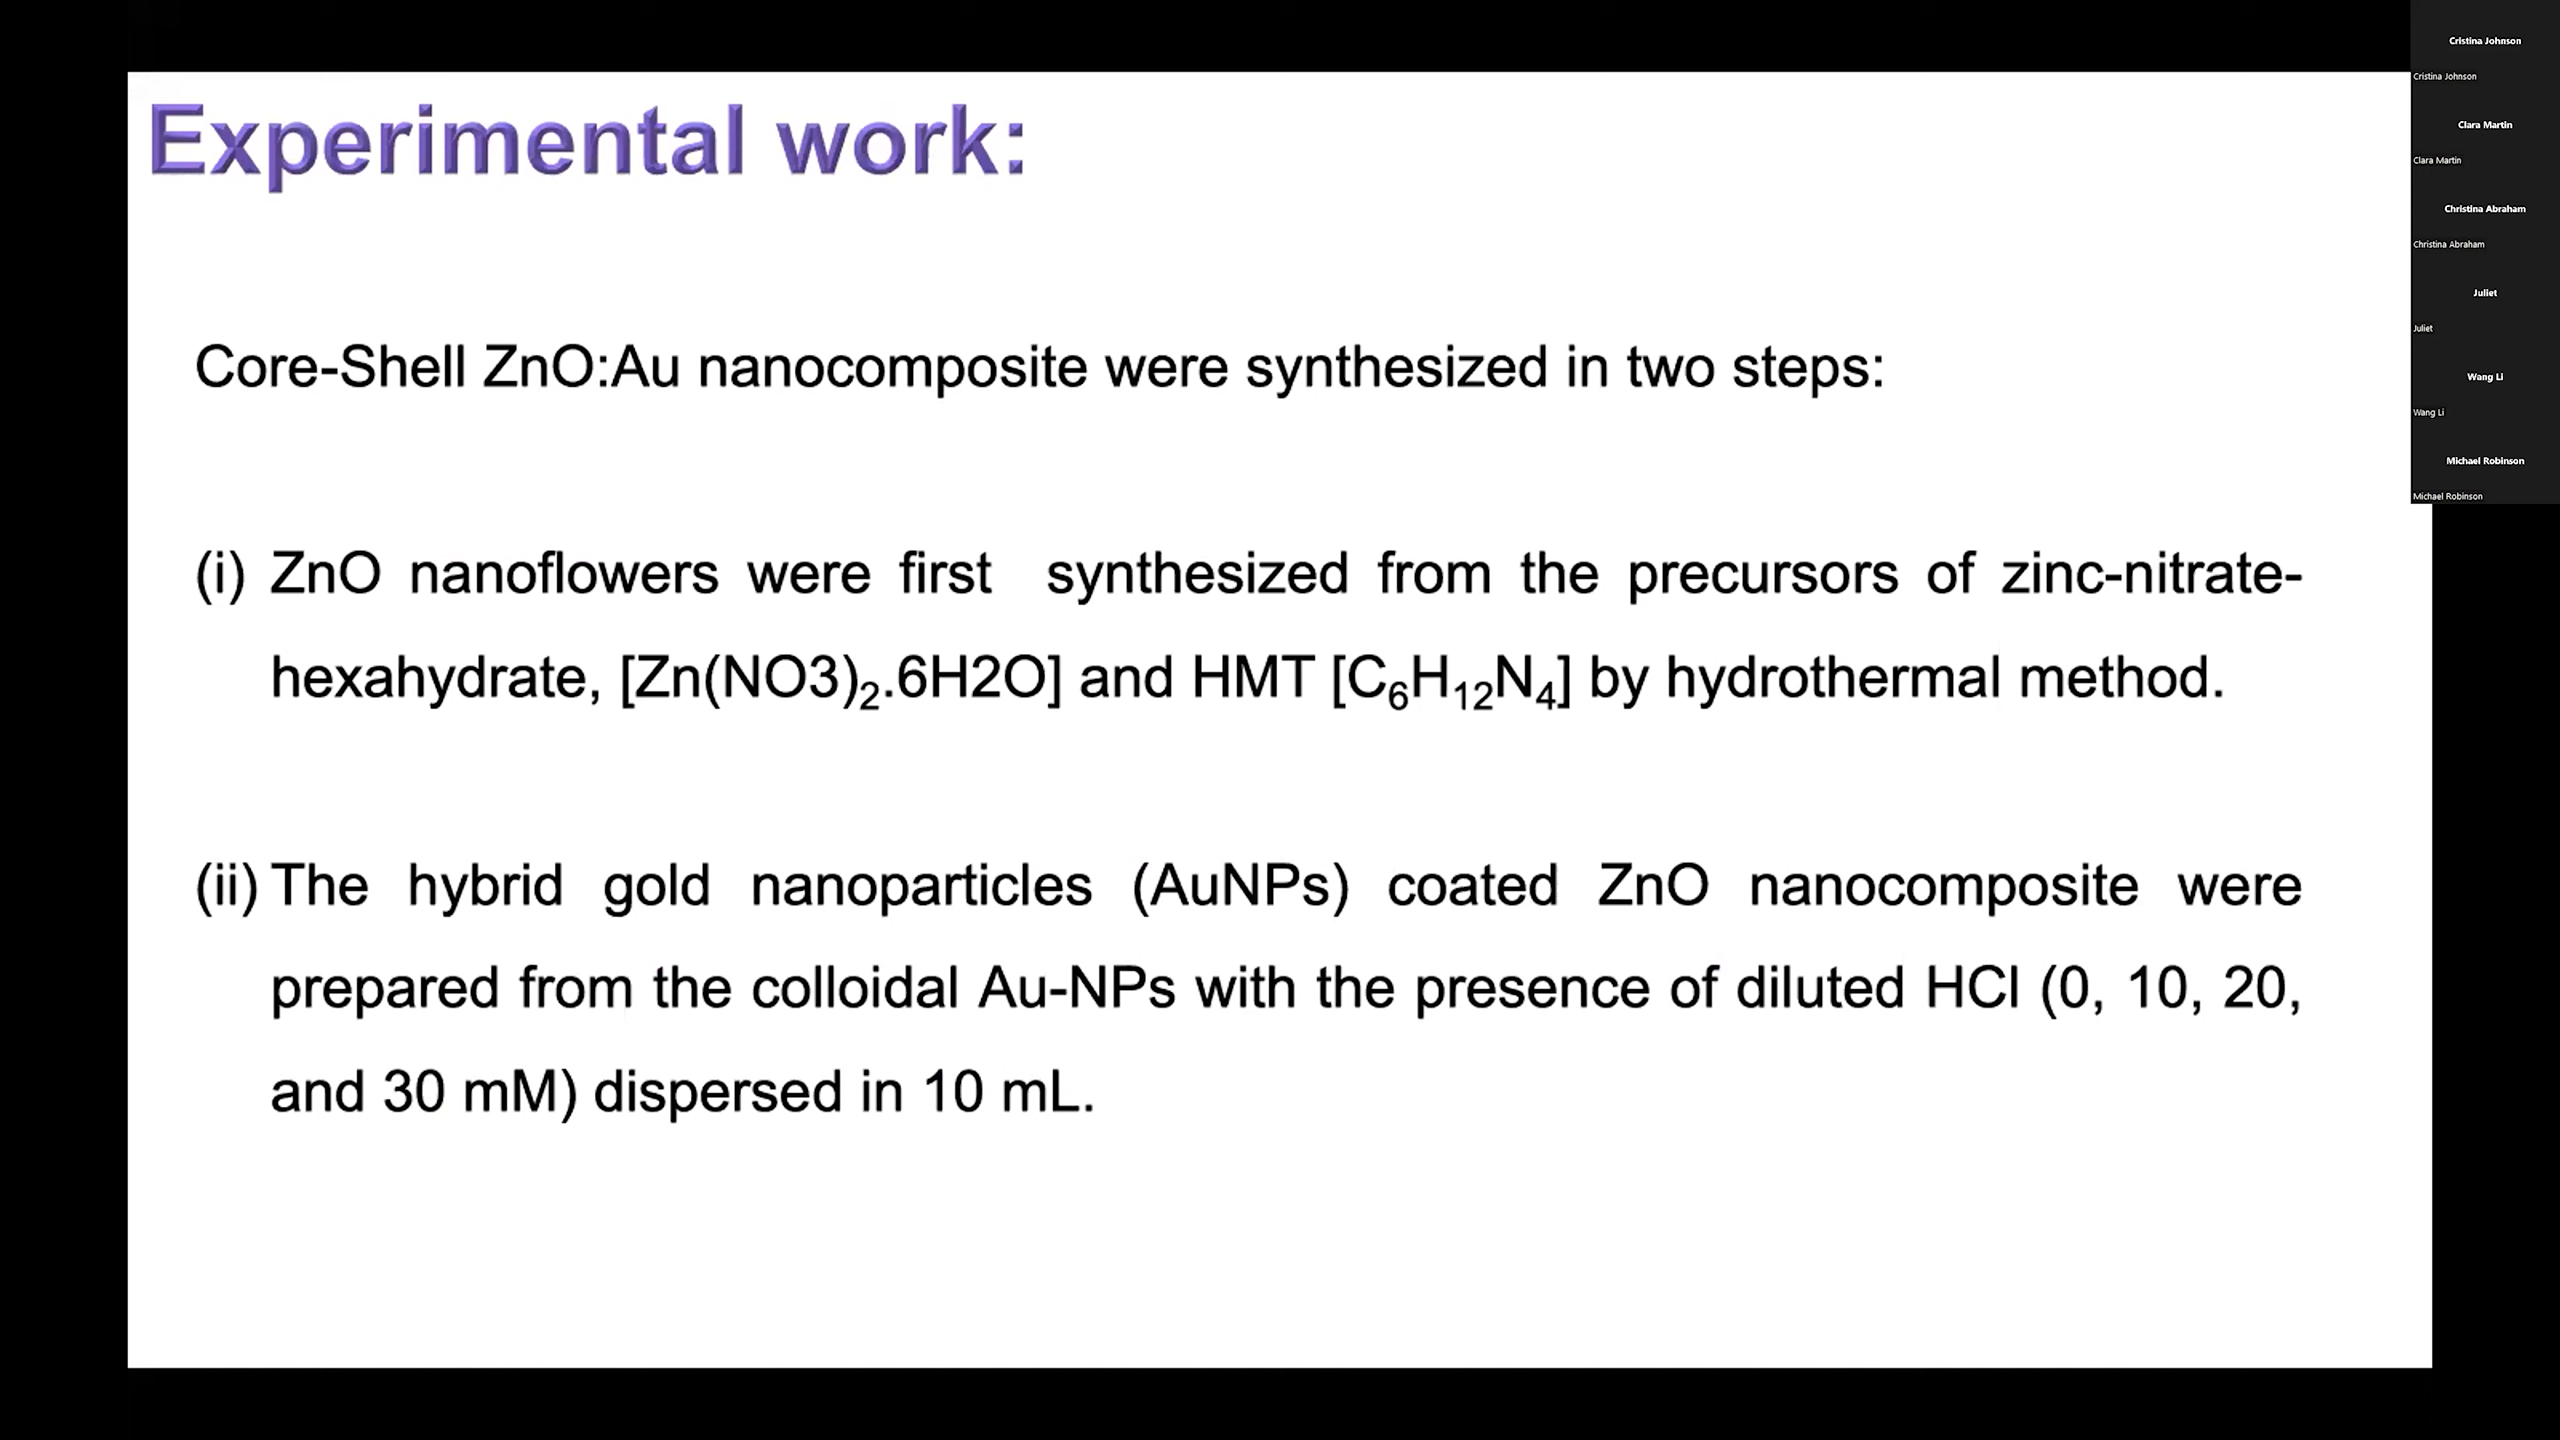 Experimental work:
Core-Shell ZnO:Au nanocomposite were synthesized in two steps:
(i) ZnO nanoflowers were first synthesized from the precursors of zinc-nitrate-
hexahydrate, [Zn(NO3)₂.6H2O] and HMT [C₆H₁₂N₄] by hydrothermal method.
(ii) The hybrid gold nanoparticles (AuNPs) coated ZnO nanocomposite were
prepared from the colloidal Au-NPs with the presence of diluted HCl (0, 10, 20,
and 30 mM) dispersed in 10 mL.
Cristina Johnson
Cristina Johnson
Clara Martin
Clara Martin
Christina Abraham
Christina Abraham
Juliet
Juliet
Wang Li
Wang Li
Michael Robinson
Michael Robinson